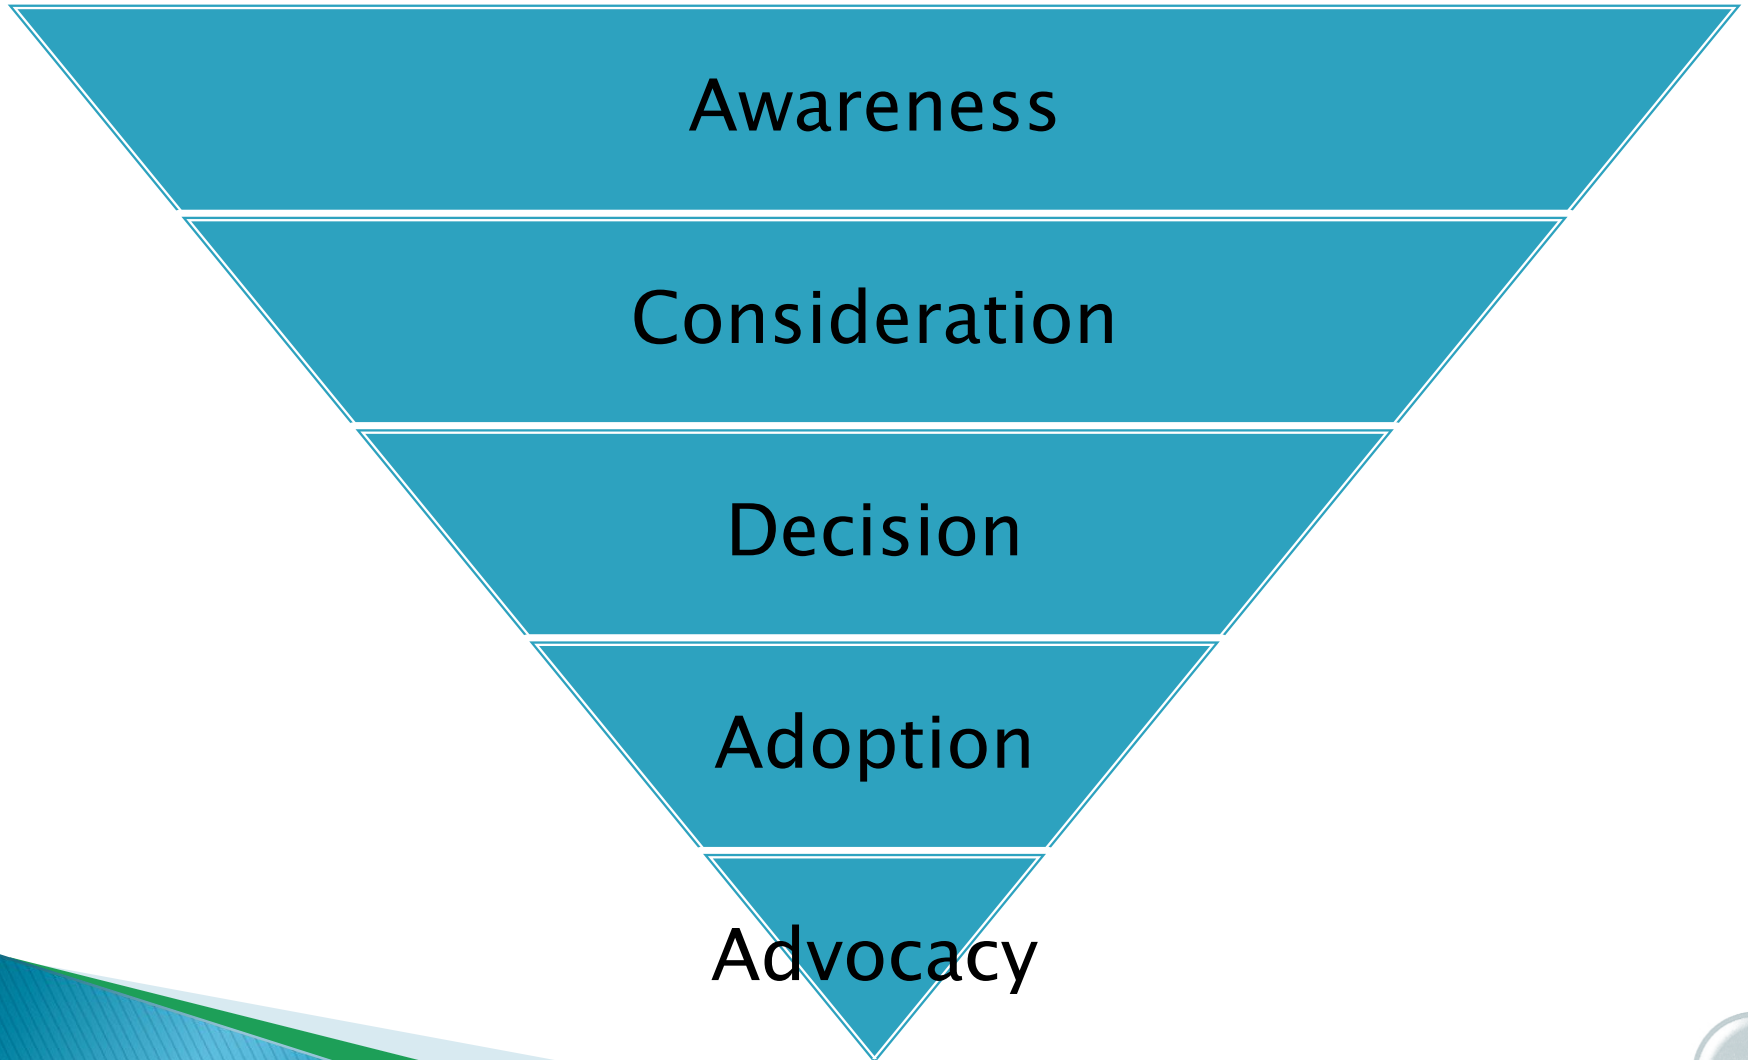 Awareness
Consideration
Decision
Adoption
Advocacy